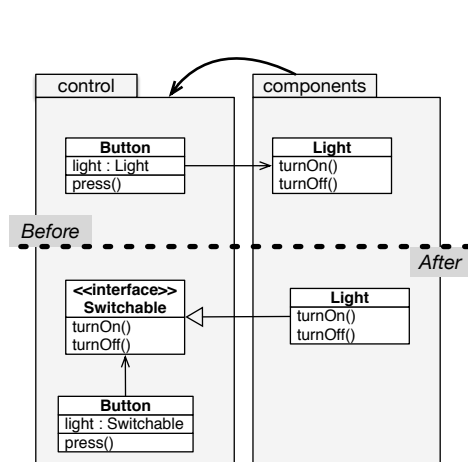 control
components
Button
light : Light
press()
Light
turnOn()
turnOff()
Before
After
<<interface>>
Switchable
turnOn()
turnOff()
Light
turnOn()
turnOff()
Button
light : Switchable
press()